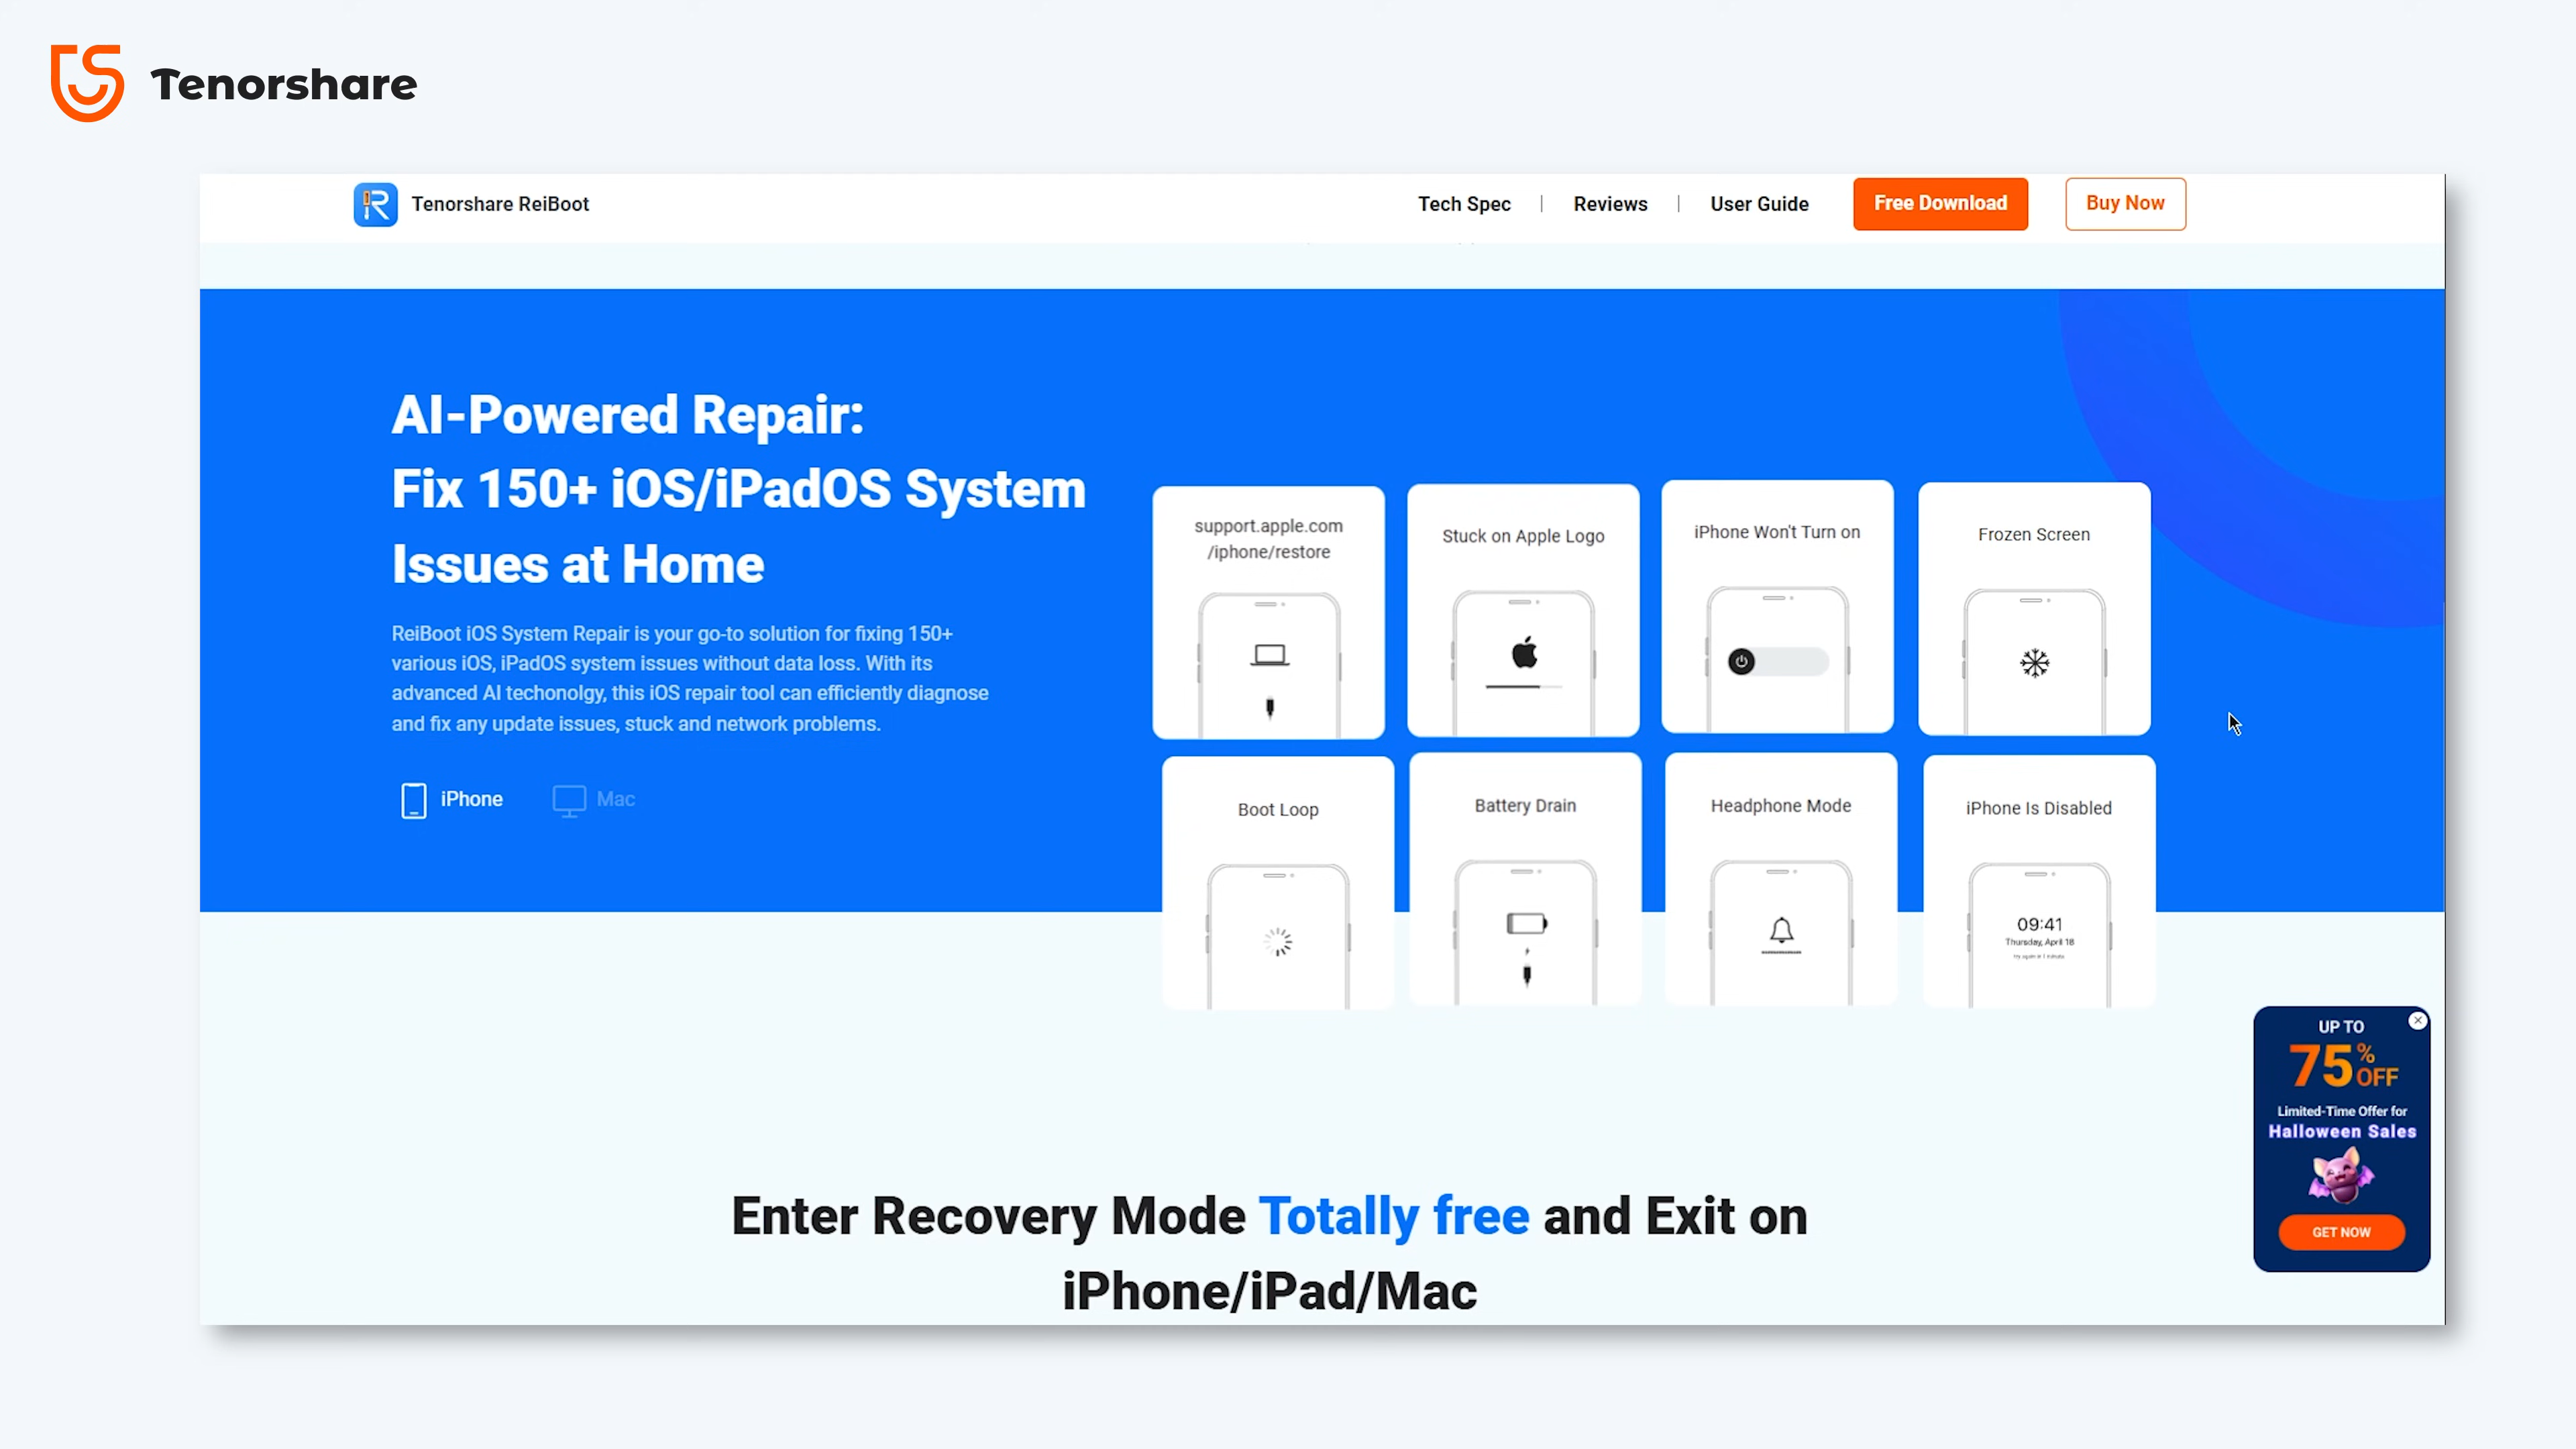 Tenorshare
Tenorshare ReiBoot
Tech Spec | Reviews | User Guide
Free Download
Buy Now
AI-Powered Repair:
Fix 150+ iOS/iPadOS System
Issues at Home
ReiBoot iOS System Repair is your go-to solution for fixing 150+
various iOS, iPadOS system issues without data loss. With its
advanced AI techonolgy, this iOS repair tool can efficiently diagnose
and fix any update issues, stuck and network problems.
iPhone
Mac
support.apple.com
/iphone/restore
Stuck on Apple Logo
iPhone Won't Turn on
Frozen Screen
Boot Loop
Battery Drain
Headphone Mode
iPhone Is Disabled
09:41
Thursday, April 18
UP TO
75% OFF
Limited-Time Offer for
Halloween Sales
GET NOW
Enter Recovery Mode Totally free and Exit on
iPhone/iPad/Mac